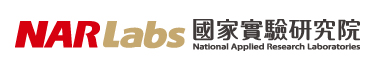 NARLabs 國家實驗研究院
National Applied Research Laboratories